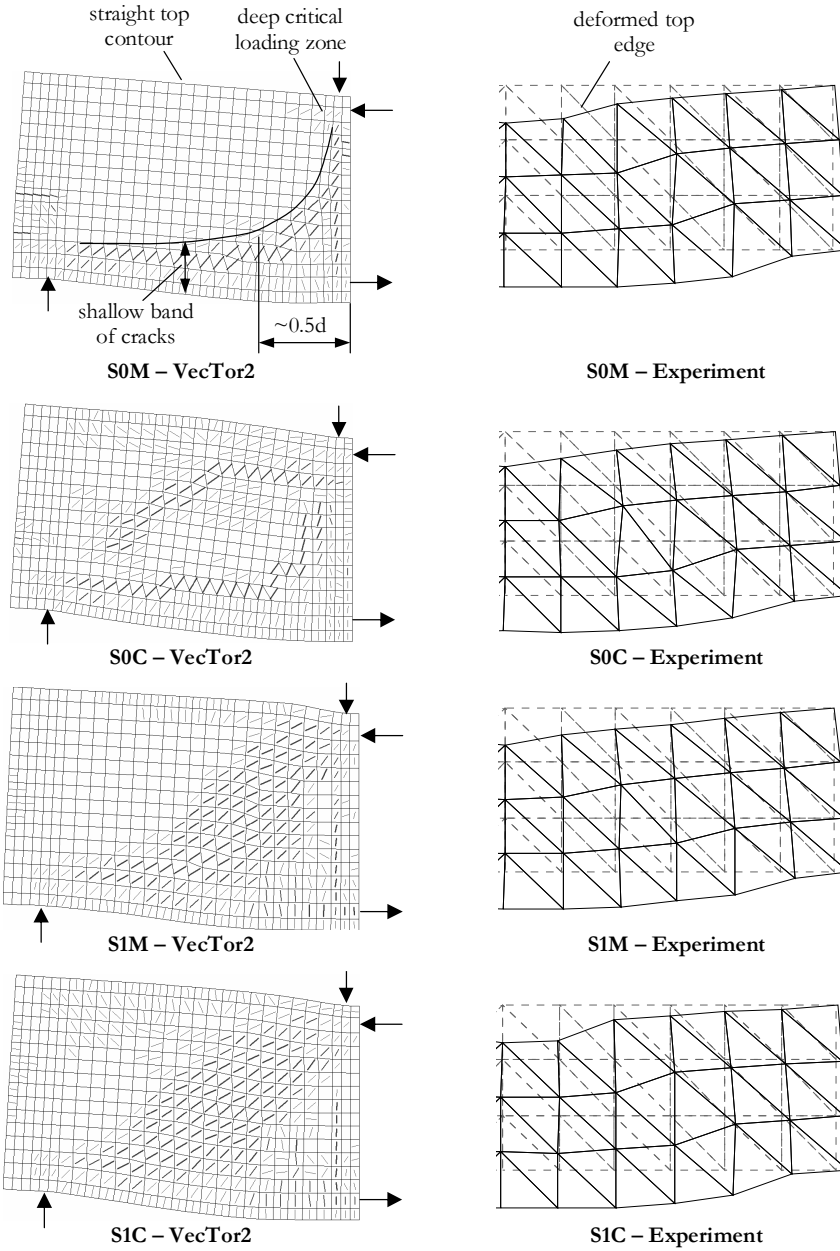 straight top
contour
deep critical
loading zone
deformed top
edge
shallow band
of cracks
~0.5d
S0M – VecTor2
S0M – Experiment
S0C – VecTor2
S0C – Experiment
S1M – VecTor2
S1M – Experiment
S1C – VecTor2
S1C – Experiment